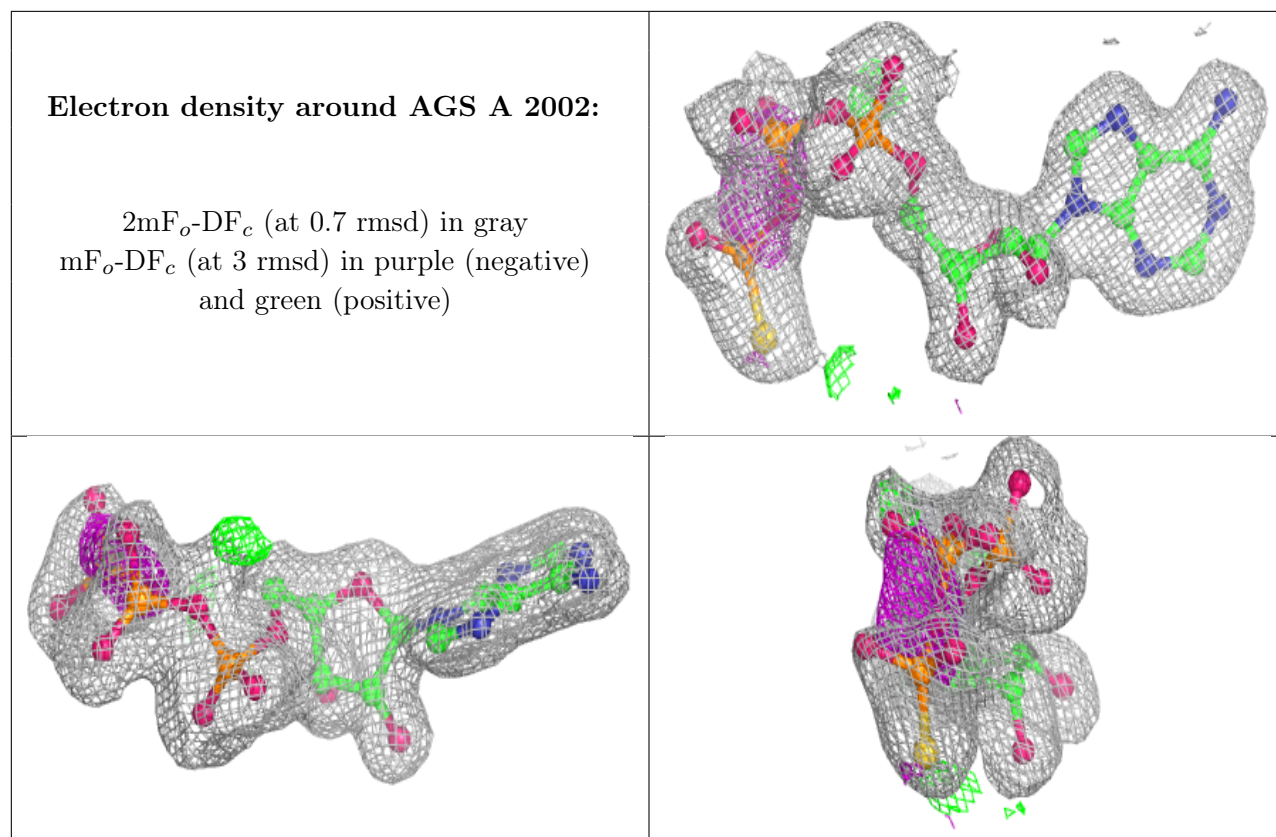 Electron density around AGS A 2002:
2mFₒ-DF𝒸 (at 0.7 rmsd) in gray
mFₒ-DF𝒸 (at 3 rmsd) in purple (negative)
and green (positive)